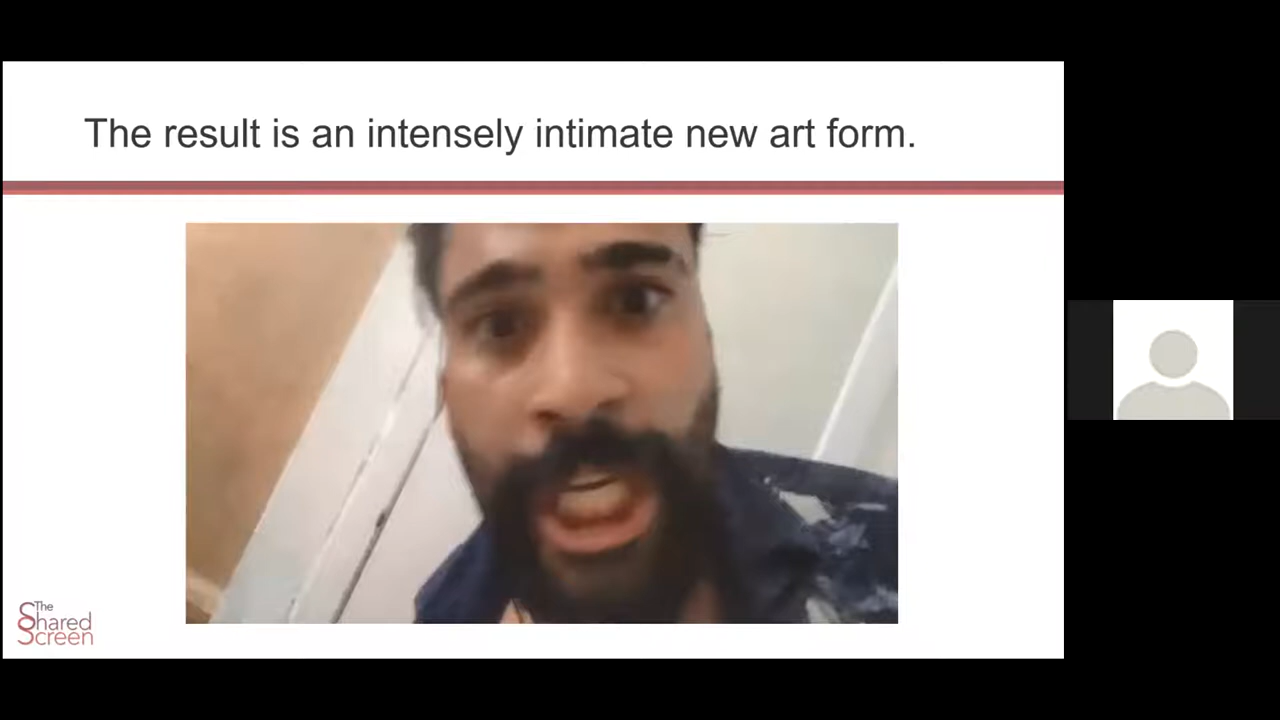 The result is an intensely intimate new art form.
The
Shared
Screen